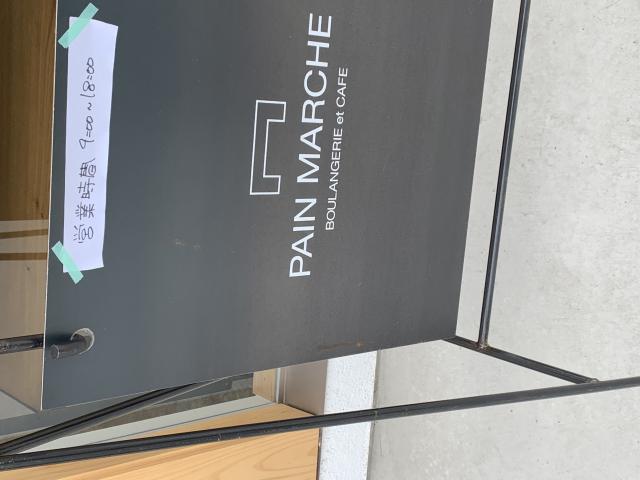 営業時間 9:00~18:00
PAIN MARCHE
BOULANGERIE et CAFE